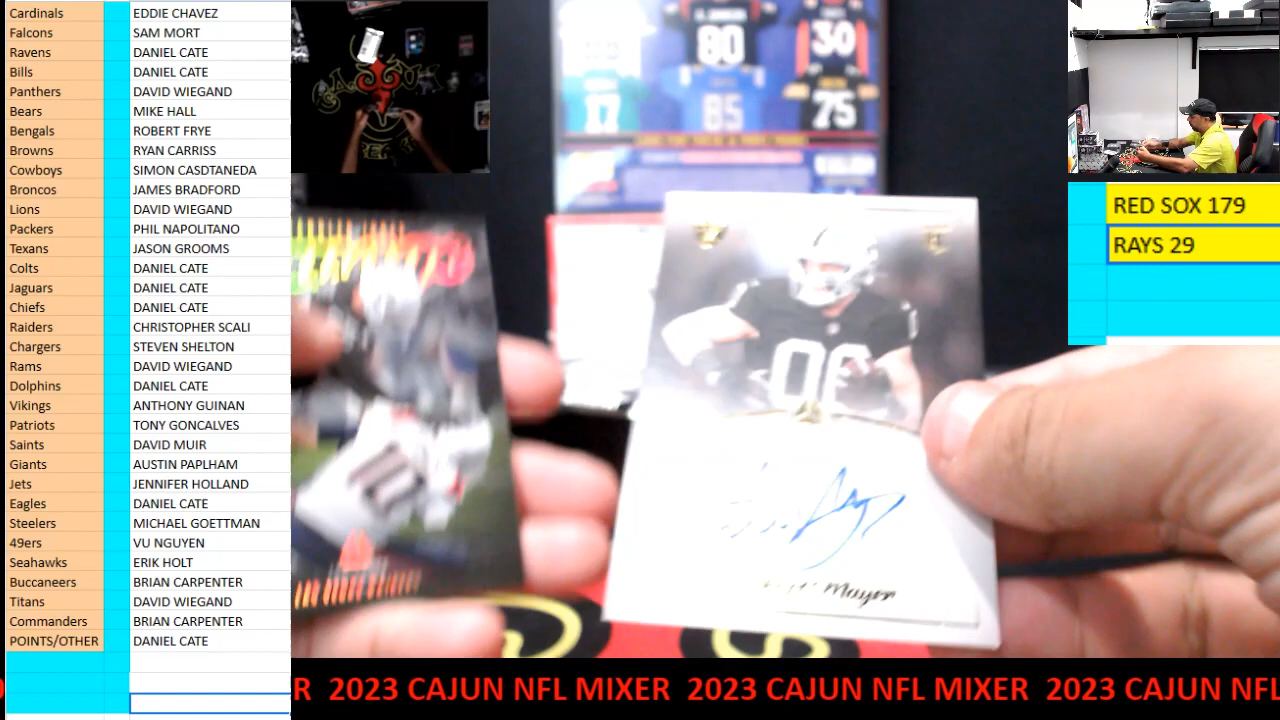 Cardinals EDDIE CHAVEZ
Falcons SAM MORT
Ravens DANIEL CATE
Bills DANIEL CATE
Panthers DAVID WIEGAND
Bears MIKE HALL
Bengals ROBERT FRYE
Browns RYAN CARRISS
Cowboys SIMON CASDTANEDA
Broncos JAMES BRADFORD
Lions DAVID WIEGAND
Packers PHIL NAPOLITANO
Texans JASON GROOMS
Colts DANIEL CATE
Jaguars DANIEL CATE
Chiefs DANIEL CATE
Raiders CHRISTOPHER SCALI
Chargers STEVEN SHELTON
Rams DAVID WIEGAND
Dolphins DANIEL CATE
Vikings ANTHONY GUINAN
Patriots TONY GONCALVES
Saints DAVID MUIR
Giants AUSTIN PAPLHAM
Jets JENNIFER HOLLAND
Eagles DANIEL CATE
Steelers MICHAEL GOETTMAN
49ers VU NGUYEN
Seahawks ERIK HOLT
Buccaneers BRIAN CARPENTER
Titans DAVID WIEGAND
Commanders BRIAN CARPENTER
POINTS/OTHER DANIEL CATE
80
30
17
85
75
10
Mayer
RED SOX 179
RAYS 29
R 2023 CAJUN NFL MIXER 2023 CAJUN NFL MIXER 2023 CAJUN NFL